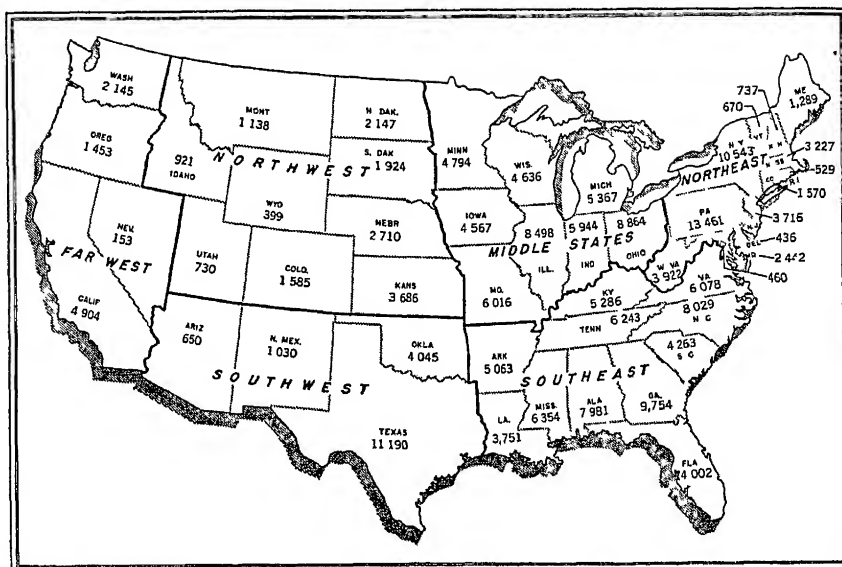 WASH
2 145
OREG
1 453
MONT
1 138
921
IDAHO
N DAK.
2 147
S. DAK
1 924
NORTHWEST
WYO
399
NEBR
2 710
NEV.
153
FAR WEST
CALIF
4 904
UTAH
730
COLO.
1 585
KANS
3 686
ARIZ
650
N. MEX.
1 030
OKLA
4 045
SOUTHWEST
TEXAS
11 190
MINN
4 794
WIS.
4 636
MICH
5 367
IOWA
4 567
8 498
ILL.
5 944
IND
8 864
OHIO
MIDDLE STATES
MO.
6 016
ME
1,289
737
670
VT
N H
3 227
529
R I
1 570
N Y
10 543
NORTHEAST
PA
13 461
3 716
436
DEL
2 442
460
W VA
3 922
VA
6 078
KY
5 286
8 029
N C
TENN
6 243
4 263
S C
ARK
5 063
SOUTHEAST
LA.
3,751
MISS.
6 354
ALA
7 981
GA.
9,754
FLA
4 002